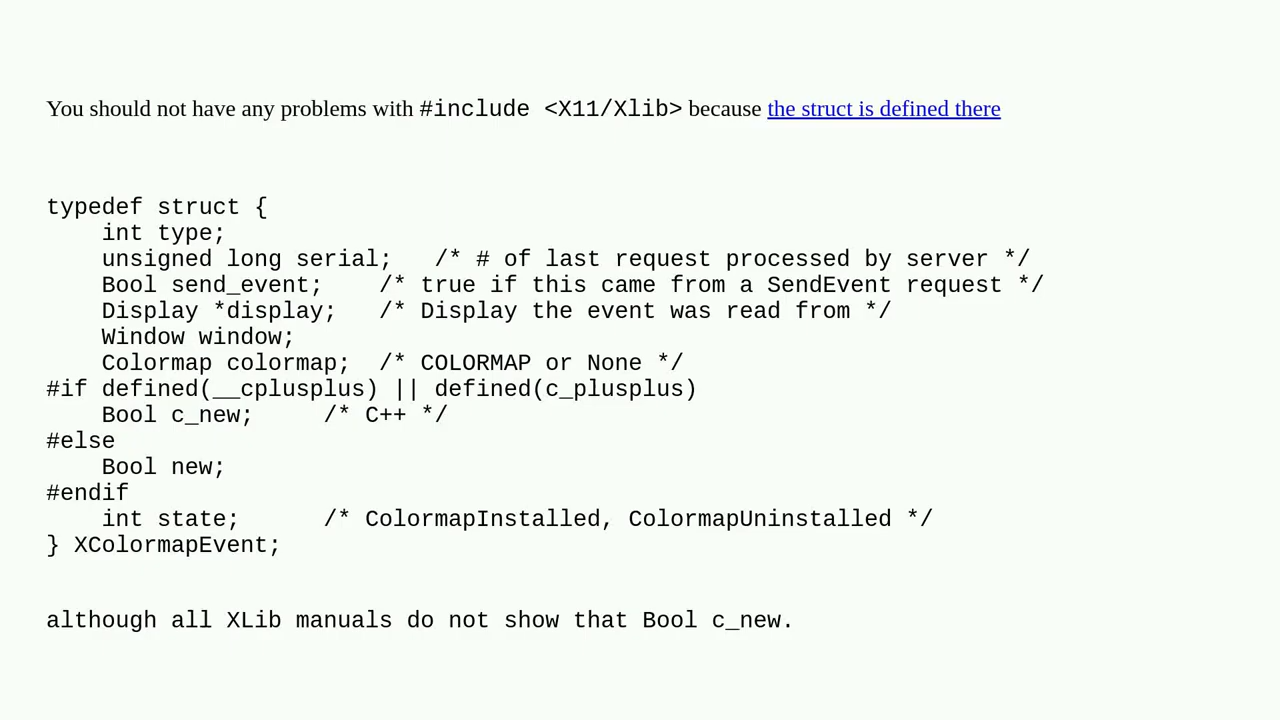 You should not have any problems with #include <X11/Xlib> because the struct is defined there
typedef struct {
    int type;
    unsigned long serial;   /* # of last request processed by server */
    Bool send_event;    /* true if this came from a SendEvent request */
    Display *display;   /* Display the event was read from */
    Window window;
    Colormap colormap;  /* COLORMAP or None */
#if defined(__cplusplus) || defined(c_plusplus)
    Bool c_new;     /* C++ */
#else
    Bool new;
#endif
    int state;      /* ColormapInstalled, ColormapUninstalled */
} XColormapEvent;
although all XLib manuals do not show that Bool c_new.